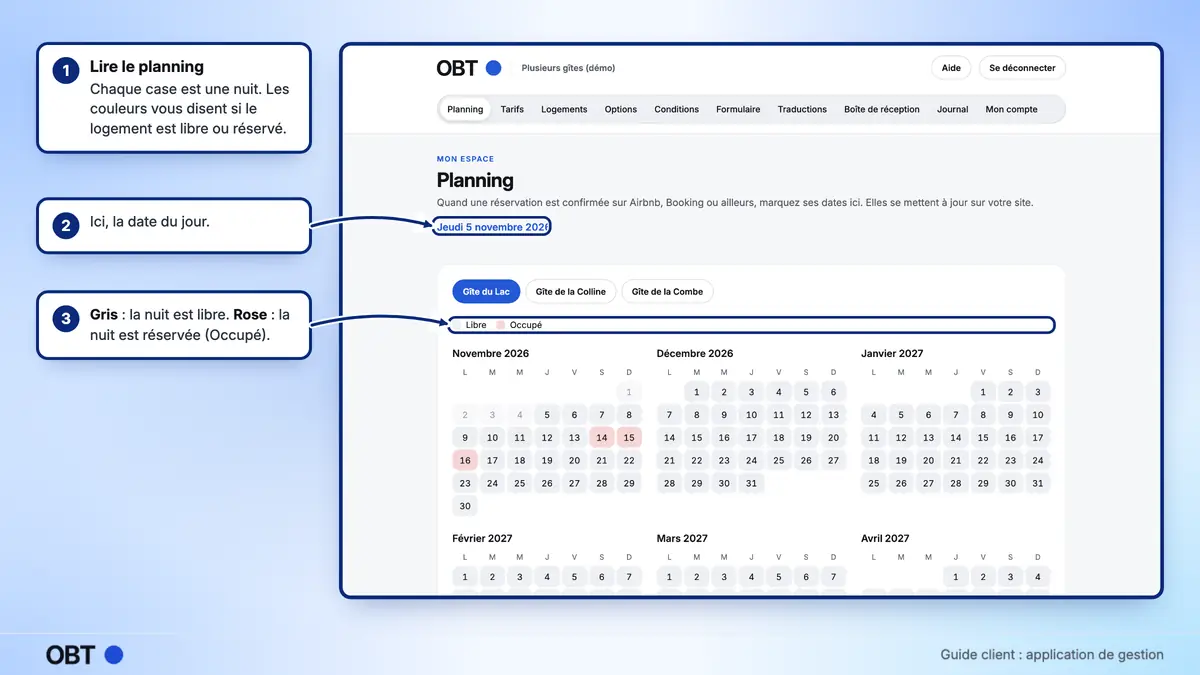 1
Lire le planning
Chaque case est une nuit. Les
couleurs vous disent si le
logement est libre ou réservé.
2
Ici, la date du jour.
3
Gris : la nuit est libre. Rose : la
nuit est réservée (Occupé).
OBT
Plusieurs gîtes (démo)
Aide
Se déconnecter
Planning Tarifs Logements Options Conditions Formulaire Traductions Boîte de réception Journal Mon compte
MON ESPACE
Planning
Quand une réservation est confirmée sur Airbnb, Booking ou ailleurs, marquez ses dates ici. Elles se mettent à jour sur votre site.
Jeudi 5 novembre 2026
Gîte du Lac Gîte de la Colline Gîte de la Combe
Libre Occupé
Novembre 2026
L M M J V S D
1
2 3 4 5 6 7 8
9 10 11 12 13 14 15
16 17 18 19 20 21 22
23 24 25 26 27 28 29
30
Décembre 2026
L M M J V S D
1 2 3 4 5 6
7 8 9 10 11 12 13
14 15 16 17 18 19 20
21 22 23 24 25 26 27
28 29 30 31
Janvier 2027
L M M J V S D
1 2 3
4 5 6 7 8 9 10
11 12 13 14 15 16 17
18 19 20 21 22 23 24
25 26 27 28 29 30 31
Février 2027
L M M J V S D
1 2 3 4 5 6 7
Mars 2027
L M M J V S D
1 2 3 4 5 6 7
Avril 2027
L M M J V S D
1 2 3 4
OBT
Guide client : application de gestion